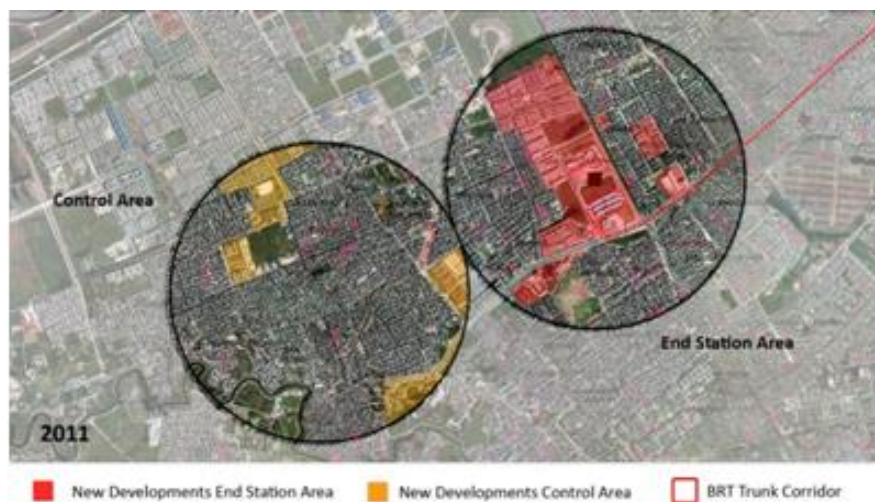 Control Area
End Station Area
2011
New Developments End Station Area
New Developments Control Area
BRT Trunk Corridor